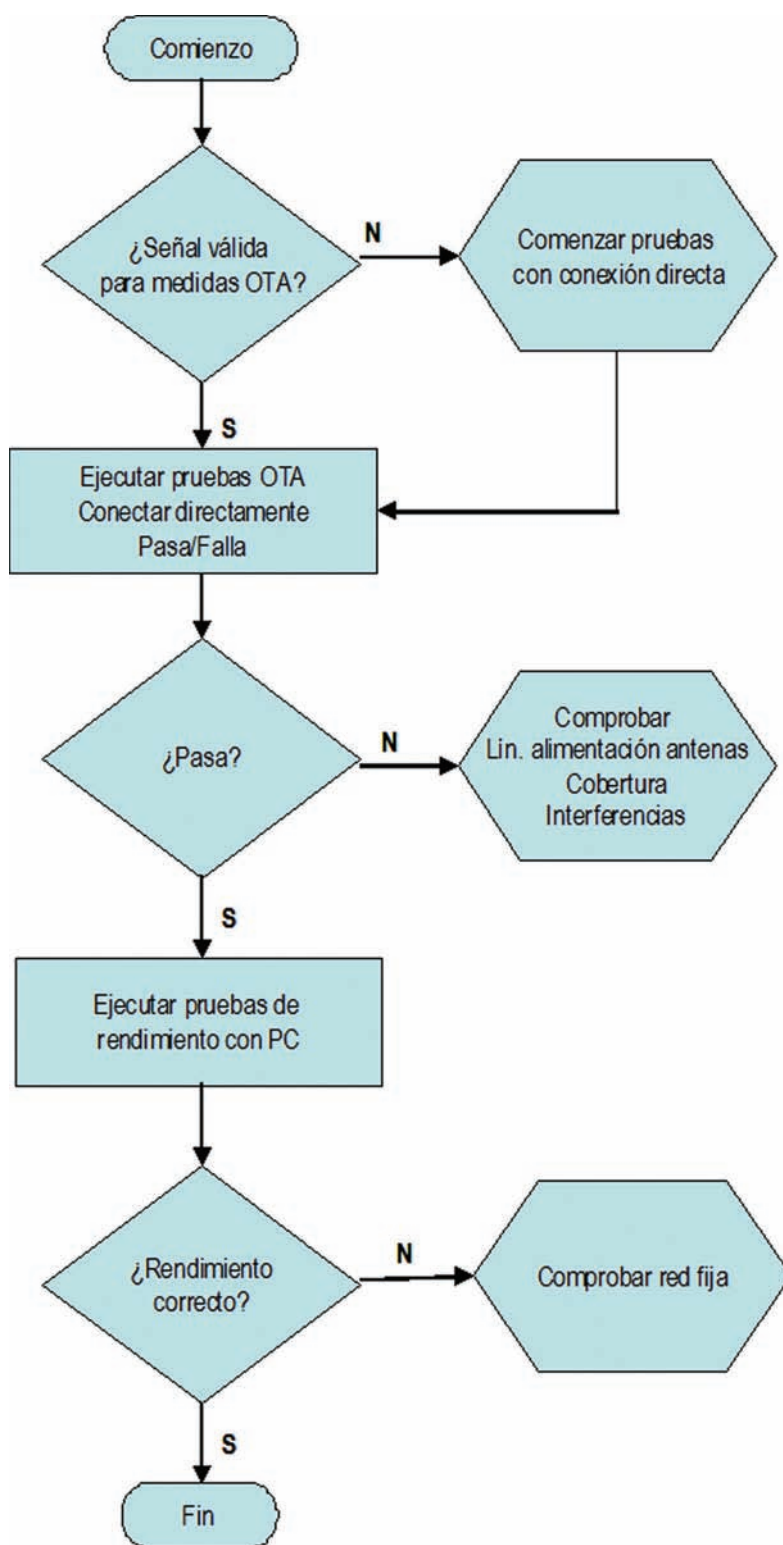 Comienzo
¿Señal válida
para medidas OTA?
N
Comenzar pruebas
con conexión directa
S
Ejecutar pruebas OTA
Conectar directamente
Pasa/Falla
¿Pasa?
N
Comprobar
Lin. alimentación antenas
Cobertura
Interferencias
S
Ejecutar pruebas de
rendimiento con PC
¿Rendimiento
correcto?
N
Comprobar red fija
S
Fin